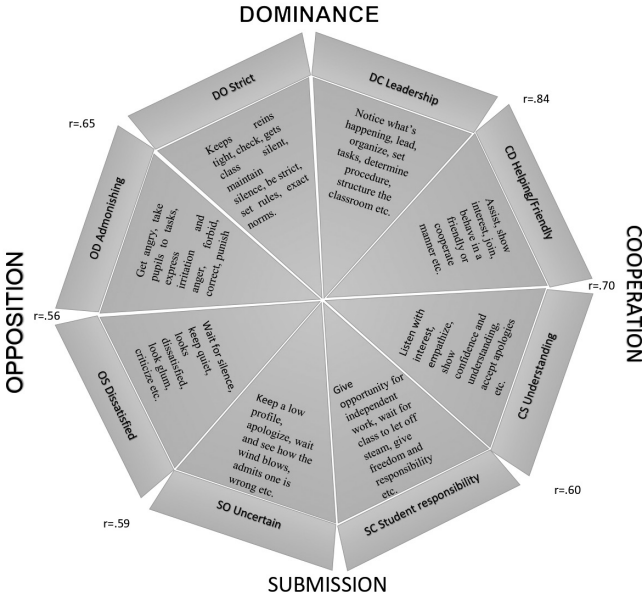 DOMINANCE
DO Strict
Keeps reins
tight, check, gets
class silent,
maintain
silence, be strict,
set rules, exact
norms.
DC Leadership
Notice what's
happening, lead,
organize, set
tasks, determine
procedure,
structure the
classroom etc.
r=.84
CD Helping/Friendly
Assist, show
interest, join,
behave in a
friendly or
cooperate
manner etc.
r=.70
COOPERATION
CS Understanding
Listen with
interest,
empathize,
show
confidence and
understanding,
accept apologies
etc.
r=.60
SC Student responsibility
Give
opportunity for
independent
work, wait for
class to let off
steam, give
freedom and
responsibility
etc.
SUBMISSION
SO Uncertain
Keep a low
profile,
apologize, wait
and see how the
wind blows,
admits one is
wrong etc.
r=.59
OS Dissatisfied
Wait for silence,
keep quiet,
looks
dissatisfied,
look glum,
criticize etc.
r=.56
OPPOSITION
OD Admonishing
Get angry, take
pupils to tasks,
express and
irritation forbid,
anger,
correct, punish
r=.65